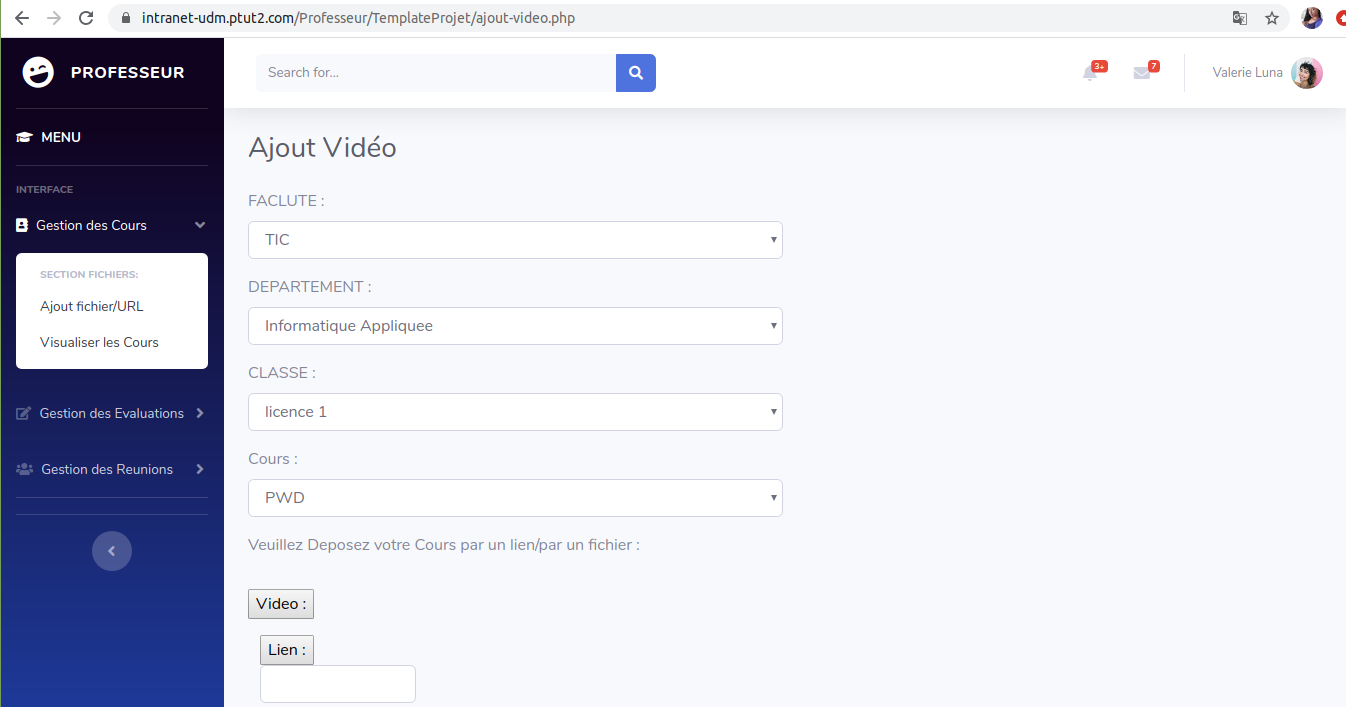 intranet-udm.ptut2.com/Professeur/TemplateProjet/ajout-video.php
PROFESSEUR
Search for...
3+
7
Valerie Luna
MENU
INTERFACE
Gestion des Cours
SECTION FICHIERS:
Ajout fichier/URL
Visualiser les Cours
Gestion des Evaluations
Gestion des Reunions
Ajout Vidéo
FACLUTE :
TIC
DEPARTEMENT :
Informatique Appliquee
CLASSE :
licence 1
Cours :
PWD
Veuillez Deposez votre Cours par un lien/par un fichier :
Video :
Lien :